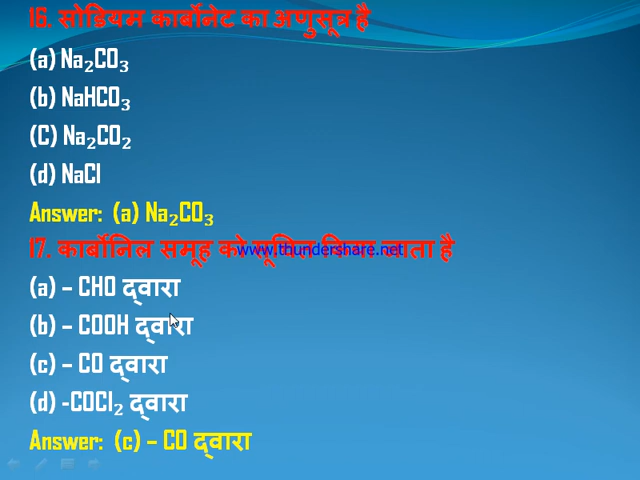 16. सोडियम कार्बोनेट का अणुसूत्र है
(a) Na₂CO₃
(b) NaHCO₃
(C) Na₂CO₂
(d) NaCl
Answer: (a) Na₂CO₃
17. कार्बोनिल समूह को सूचित किया जाता है
www.thundershare.net
(a) – CHO द्वारा
(b) – COOH द्वारा
(c) – CO द्वारा
(d) -COCl₂ द्वारा
Answer: (c) – CO द्वारा